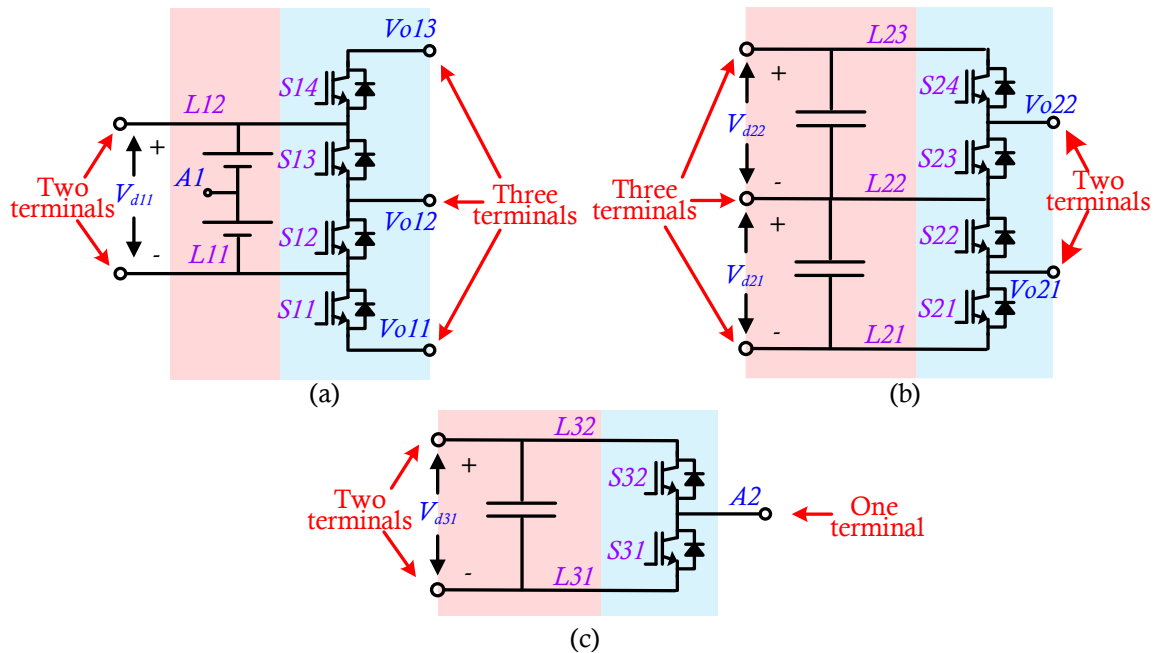 Vo13
S14
L12
+
S13
A1
Two
terminals
Vd11
Three
terminals
Vo12
S12
L11
-
S11
Vo11
(a)
L23
+
S24
Vo22
Vd22
S23
Three
terminals
-
L22
Two
terminals
+
S22
Vd21
Vo21
S21
-
L21
(b)
L32
+
S32
Two
terminals
Vd31
A2
One
terminal
S31
-
L31
(c)